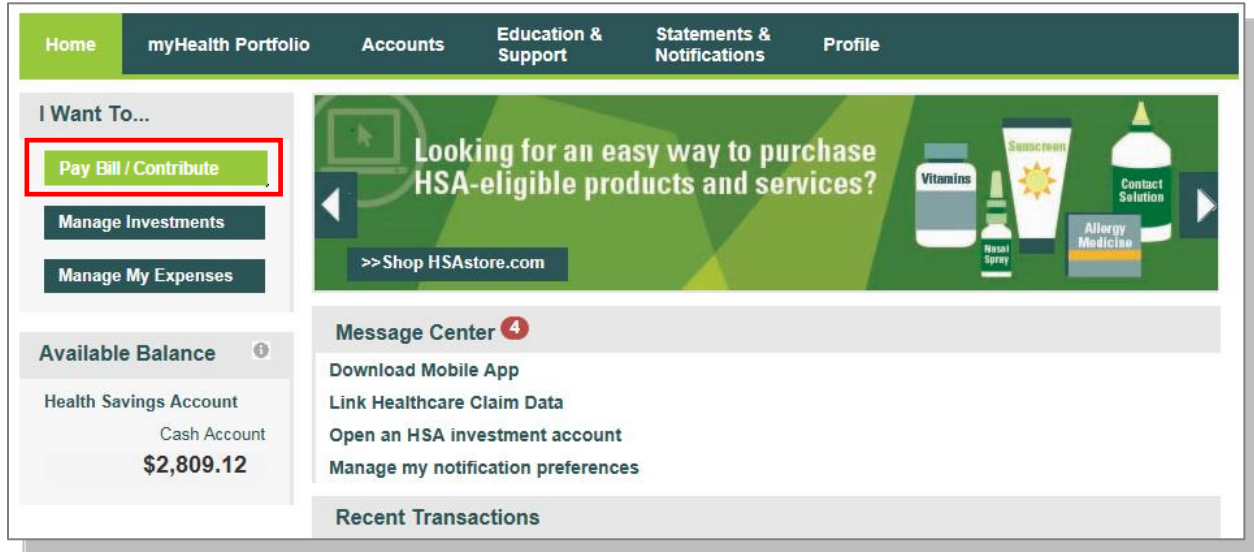 Home
myHealth Portfolio
Accounts
Education &
Support
Statements &
Notifications
Profile
I Want To...
Pay Bill / Contribute
Manage Investments
Manage My Expenses
Available Balance
Health Savings Account
Cash Account
$2,809.12
Looking for an easy way to purchase
HSA-eligible products and services?
>>Shop HSAstore.com
Vitamins
Nasal
Spray
Sunscreen
Allergy
Medicine
Contact
Solution
Message Center 4
Download Mobile App
Link Healthcare Claim Data
Open an HSA investment account
Manage my notification preferences
Recent Transactions